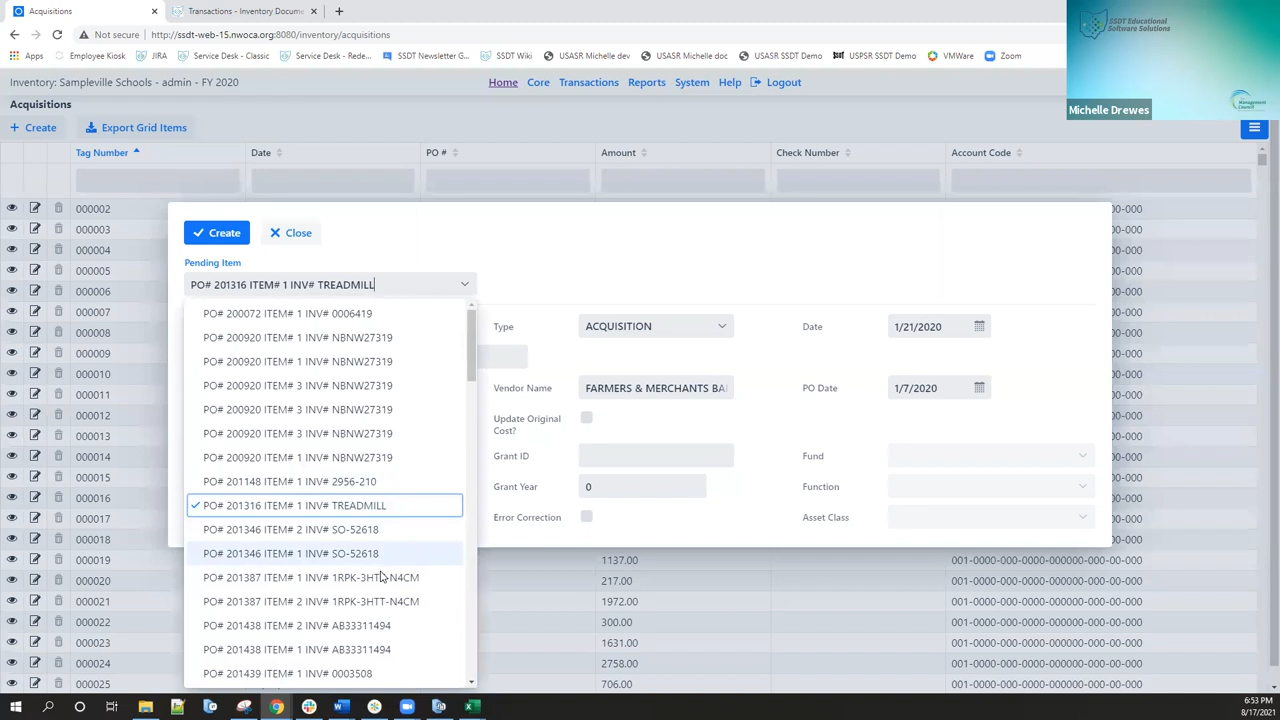 Acquisitions
Transactions - Inventory Docume
Not secure
http://ssdt-web-15.nwoca.org:8080/inventory/acquisitions
Apps
Employee Kiosk
JIRA
Service Desk - Classic
Service Desk - Rede...
SSDT Newsletter G...
SSDT Wiki
USASR Michelle dev
USASR Michelle doc
USASR SSDT Demo
USPSR SSDT Demo
VMWare
Zoom
SSDT Educational
Software Solutions
Management
Council
Michelle Drewes
Inventory: Sampleville Schools - admin - FY 2020
Home
Core
Transactions
Reports
System
Help
Logout
Acquisitions
Create
Export Grid Items
Tag Number
Date
PO #
Amount
Check Number
Account Code
000002
000003
000004
000005
000006
000007
000008
000009
000010
000011
000012
000013
000014
000015
000016
000017
000018
000019
1137.00
001-0000-0000-0000-000000-000-00-000
000020
217.00
001-0000-0000-0000-000000-000-00-000
000021
1972.00
001-0000-0000-0000-000000-000-00-000
000022
300.00
001-0000-0000-0000-000000-000-00-000
000023
1631.00
001-0000-0000-0000-000000-000-00-000
000024
2758.00
001-0000-0000-0000-000000-000-00-000
000025
706.00
001-0000-0000-0000-000000-000-00-000
Create
Close
Pending Item
PO# 201316 ITEM# 1 INV# TREADMILL
PO# 200072 ITEM# 1 INV# 0006419
PO# 200920 ITEM# 1 INV# NBNW27319
PO# 200920 ITEM# 1 INV# NBNW27319
PO# 200920 ITEM# 3 INV# NBNW27319
PO# 200920 ITEM# 3 INV# NBNW27319
PO# 200920 ITEM# 3 INV# NBNW27319
PO# 200920 ITEM# 1 INV# NBNW27319
PO# 201148 ITEM# 1 INV# 2956-210
PO# 201316 ITEM# 1 INV# TREADMILL
PO# 201346 ITEM# 2 INV# SO-52618
PO# 201346 ITEM# 1 INV# SO-52618
PO# 201387 ITEM# 1 INV# 1RPK-3HTT-N4CM
PO# 201387 ITEM# 2 INV# 1RPK-3HTT-N4CM
PO# 201438 ITEM# 2 INV# AB33311494
PO# 201438 ITEM# 1 INV# AB33311494
PO# 201439 ITEM# 1 INV# 0003508
Type
ACQUISITION
Date
1/21/2020
Vendor Name
FARMERS & MERCHANTS BA
PO Date
1/7/2020
Update Original
Cost?
Grant ID
Fund
Grant Year
0
Function
Error Correction
Asset Class
6:53 PM
8/17/2021